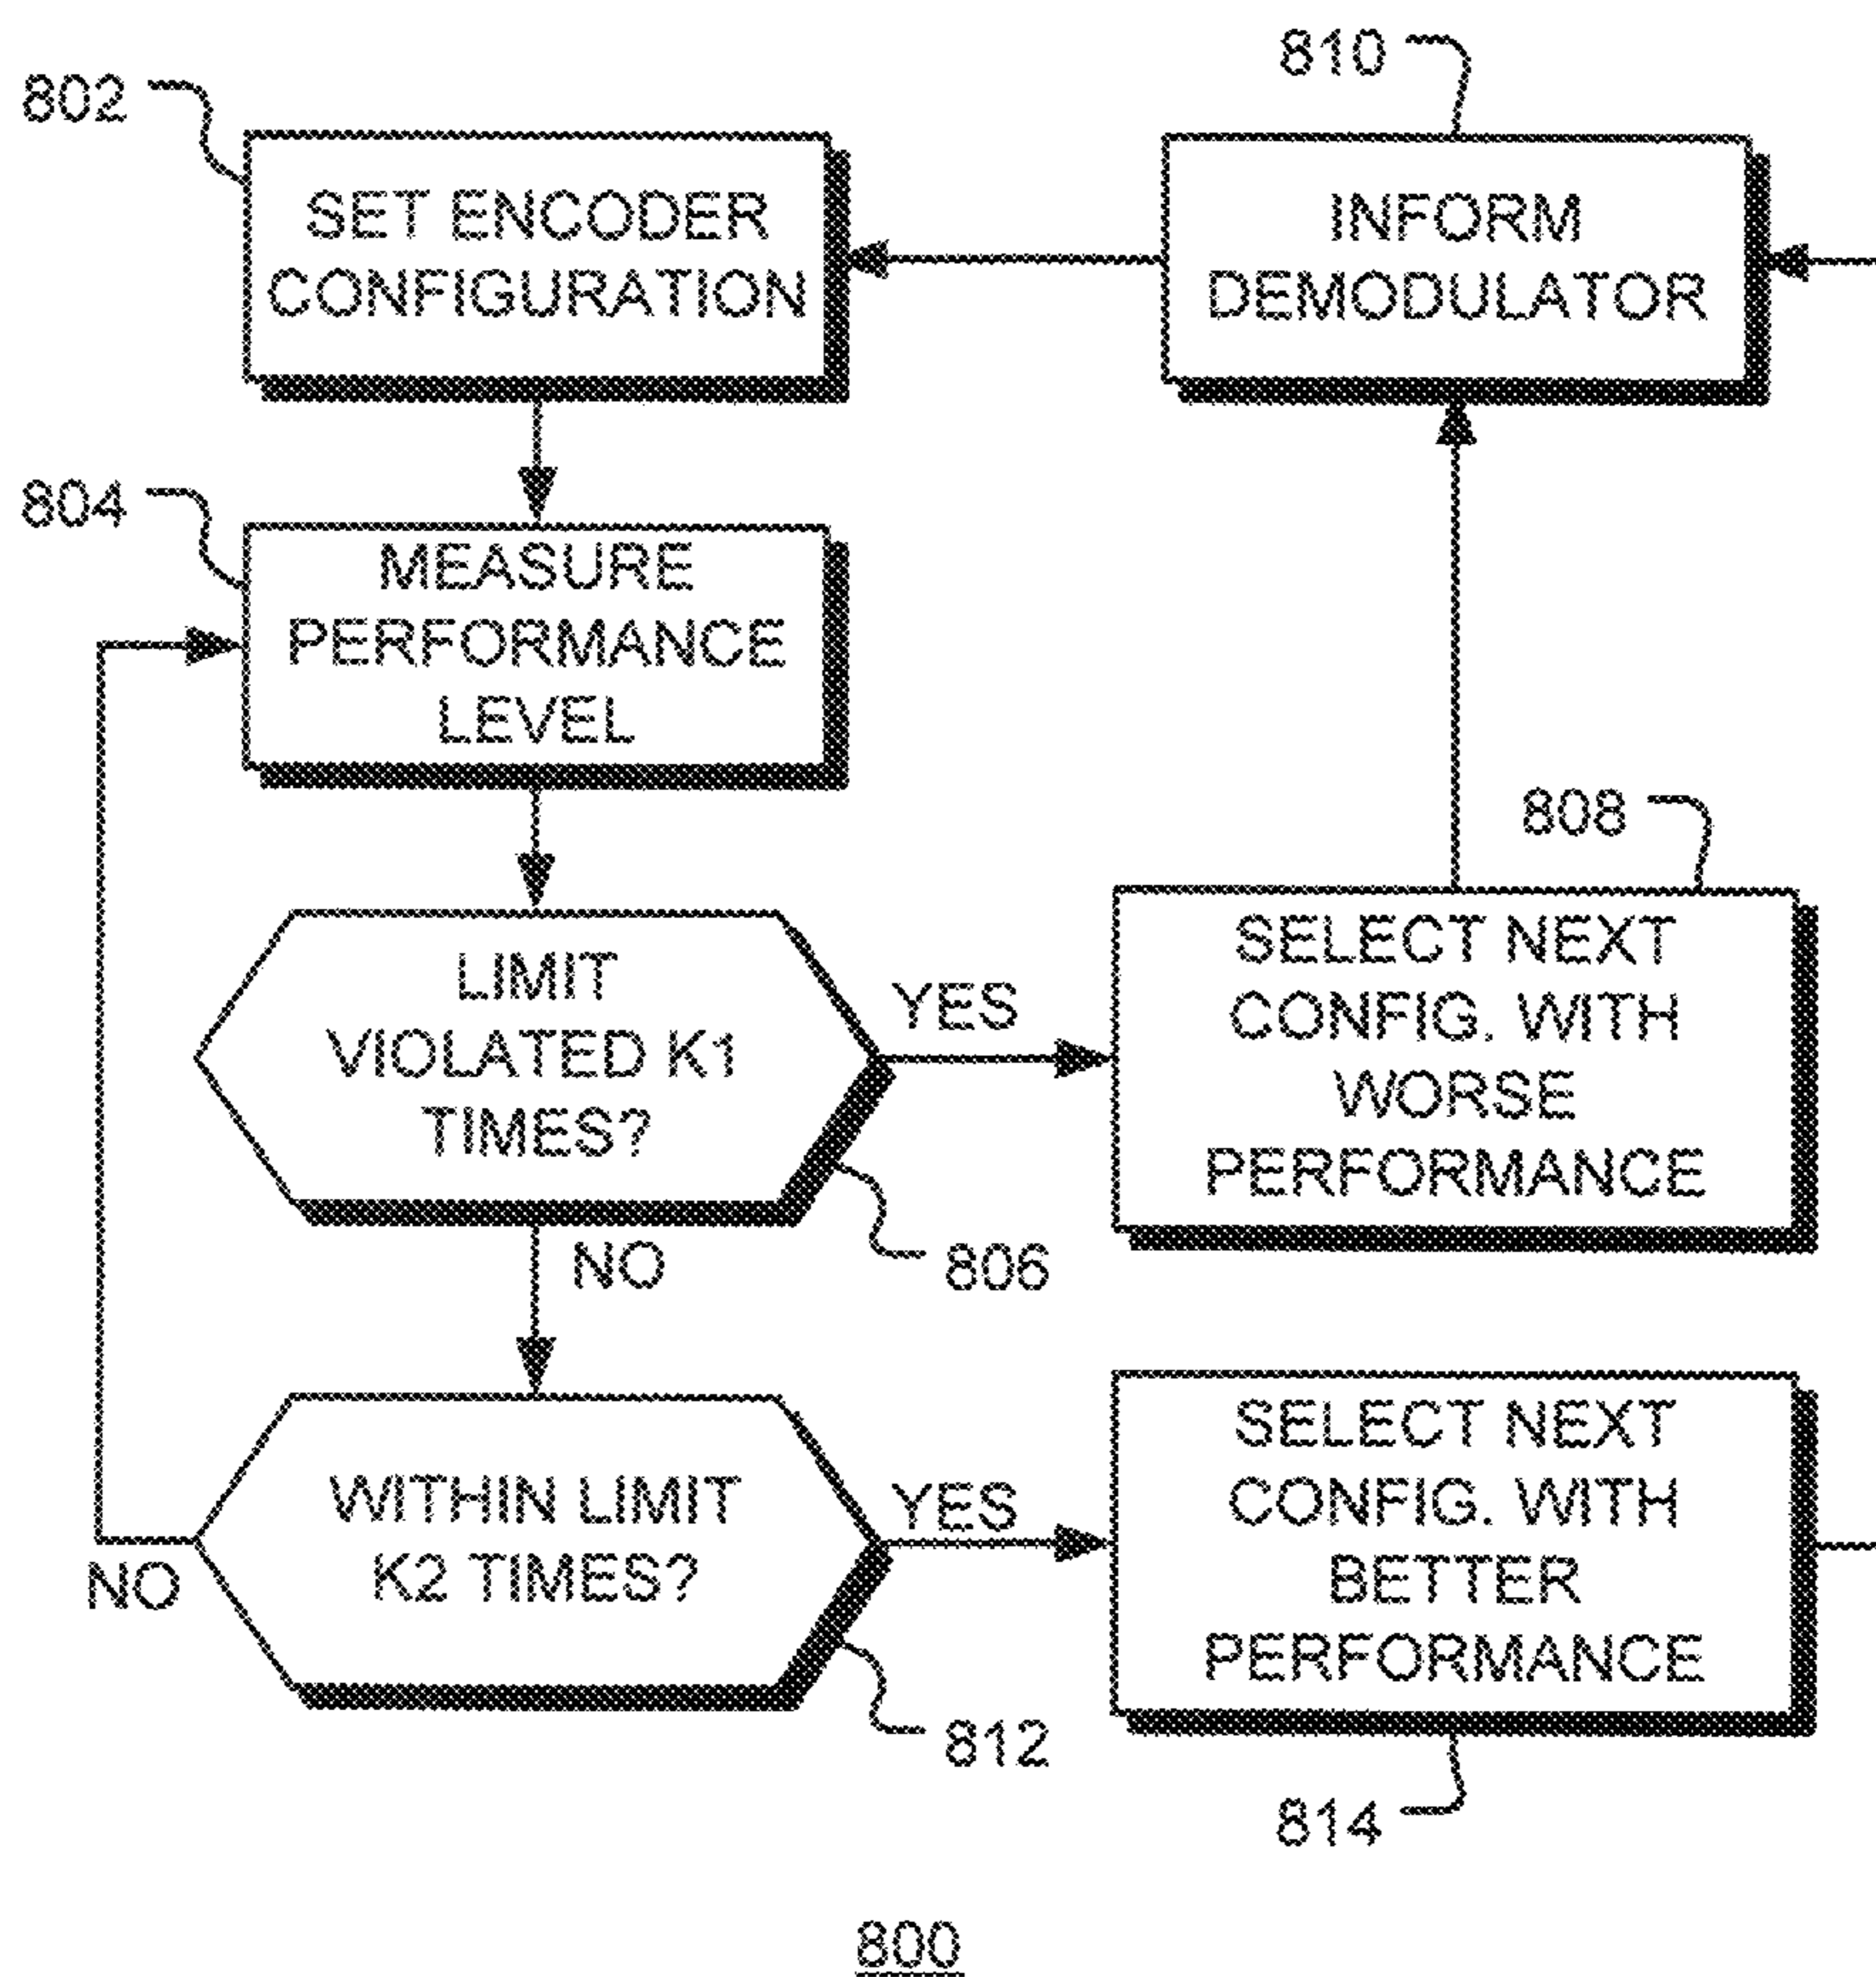 802
SET ENCODER
CONFIGURATION
810
INFORM
DEMODULATOR
804
MEASURE
PERFORMANCE
LEVEL
LIMIT
VIOLATED K1
TIMES?
806
YES
NO
808
SELECT NEXT
CONFIG. WITH
WORSE
PERFORMANCE
WITHIN LIMIT
K2 TIMES?
812
NO
YES
SELECT NEXT
CONFIG. WITH
BETTER
PERFORMANCE
814
800